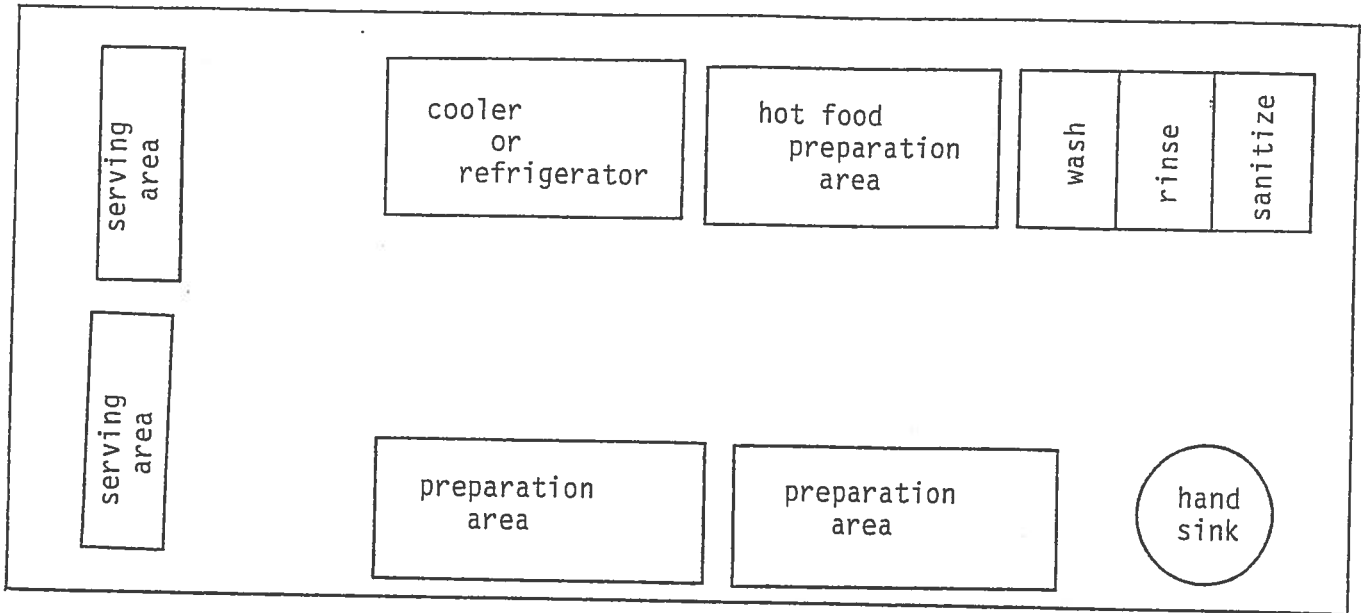 serving
area
cooler
or
refrigerator
hot food
preparation
area
wash
rinse
sanitize
serving
area
preparation
area
preparation
area
hand
sink